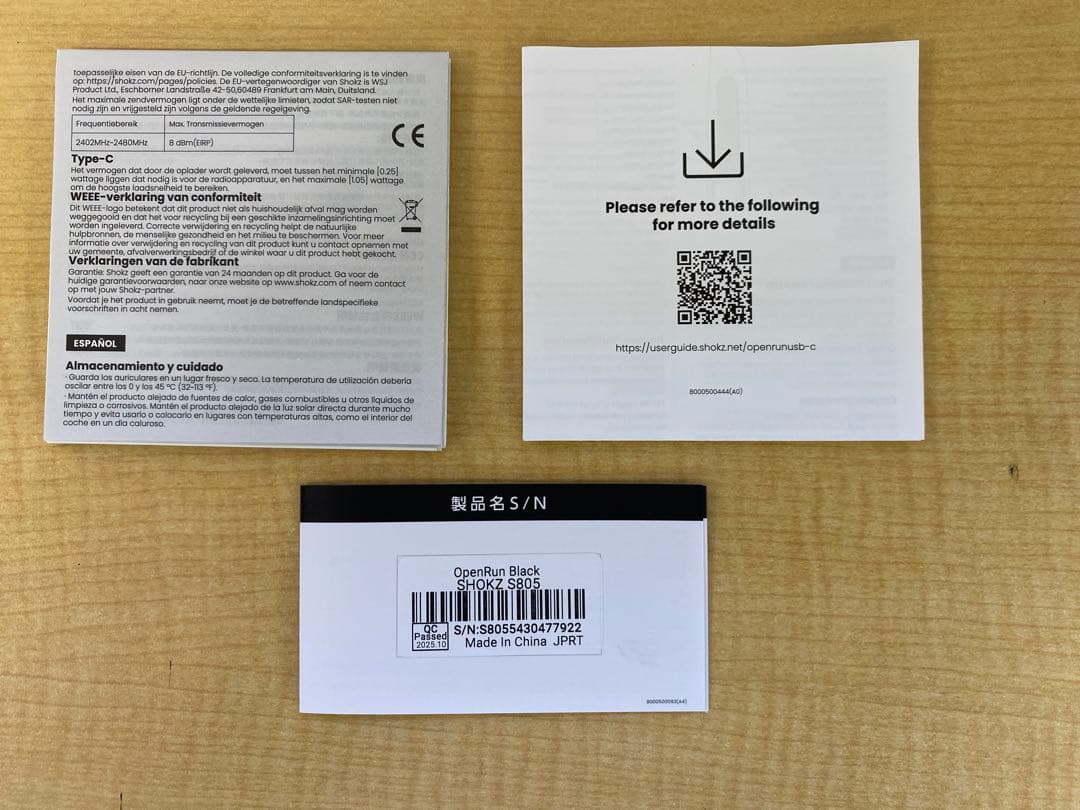 toepasselijke eisen van de EU-richtlijn. De volledige conformiteitsverklaring is te vinden
op: https://shokz.com/pages/policies. De EU-vertegenwoordiger van Shokz is WSJ
Product Ltd., Eschborner Landstraße 42-50,60489 Frankfurt am Main, Duitsland.
Het maximale zendvermogen ligt onder de wettelijke limieten, zodat SAR-testen niet
nodig zijn en vrijgesteld zijn volgens de geldende regelgeving.
Frequentiebereik Max. Transmissievermogen
2402MHz~2480MHz 8 dBm(EIRP)
CE
Type-C
Het vermogen dat door de oplader wordt geleverd, moet tussen het minimale [0.25]
wattage liggen dat nodig is voor de radioapparatuur, en het maximale [1.05] wattage
om de hoogste laadsnelheid te bereiken.
WEEE-verklaring van conformiteit
Dit WEEE-logo betekent dat dit product niet als huishoudelijk afval mag worden
weggegooid en dat het voor recycling bij een geschikte inzamelingsinrichting moet
worden ingeleverd. Correcte verwijdering en recycling helpt de natuurlijke
hulpbronnen, de menselijke gezondheid en het milieu te beschermen. Voor meer
informatie over verwijdering en recycling van dit product kunt u contact opnemen met
uw gemeente, afvalverwerkingsbedrijf of de winkel waar u dit product hebt gekocht.
Verklaringen van de fabrikant
Garantie: Shokz geeft een garantie van 24 maanden op dit product. Ga voor de
huidige garantievoorwaarden, naar onze website op www.shokz.com of neem contact
op met jouw Shokz-partner.
Voordat je het product in gebruik neemt, moet je de betreffende landspecifieke
voorschriften in acht nemen.
ESPAÑOL
Almacenamiento y cuidado
· Guarda los auriculares en un lugar fresco y seco. La temperatura de utilización debería
oscilar entre los 0 y los 45 ºC (32-113 ºF).
· Mantén el producto alejado de fuentes de calor, gases combustibles u otros líquidos de
limpieza o corrosivos. Mantén el producto alejado de la luz solar directa durante mucho
tiempo y evita usarlo o colocarlo en lugares con temperaturas altas, como el interior del
coche en un día caluroso.
Please refer to the following
for more details
https://userguide.shokz.net/openrunusb-c
8000500444(A0)
製品名S/N
OpenRun Black
SHOKZ S805
QC
Passed
2025.10
S/N:S8055430477922
Made In China JPRT
8000500093(A4)